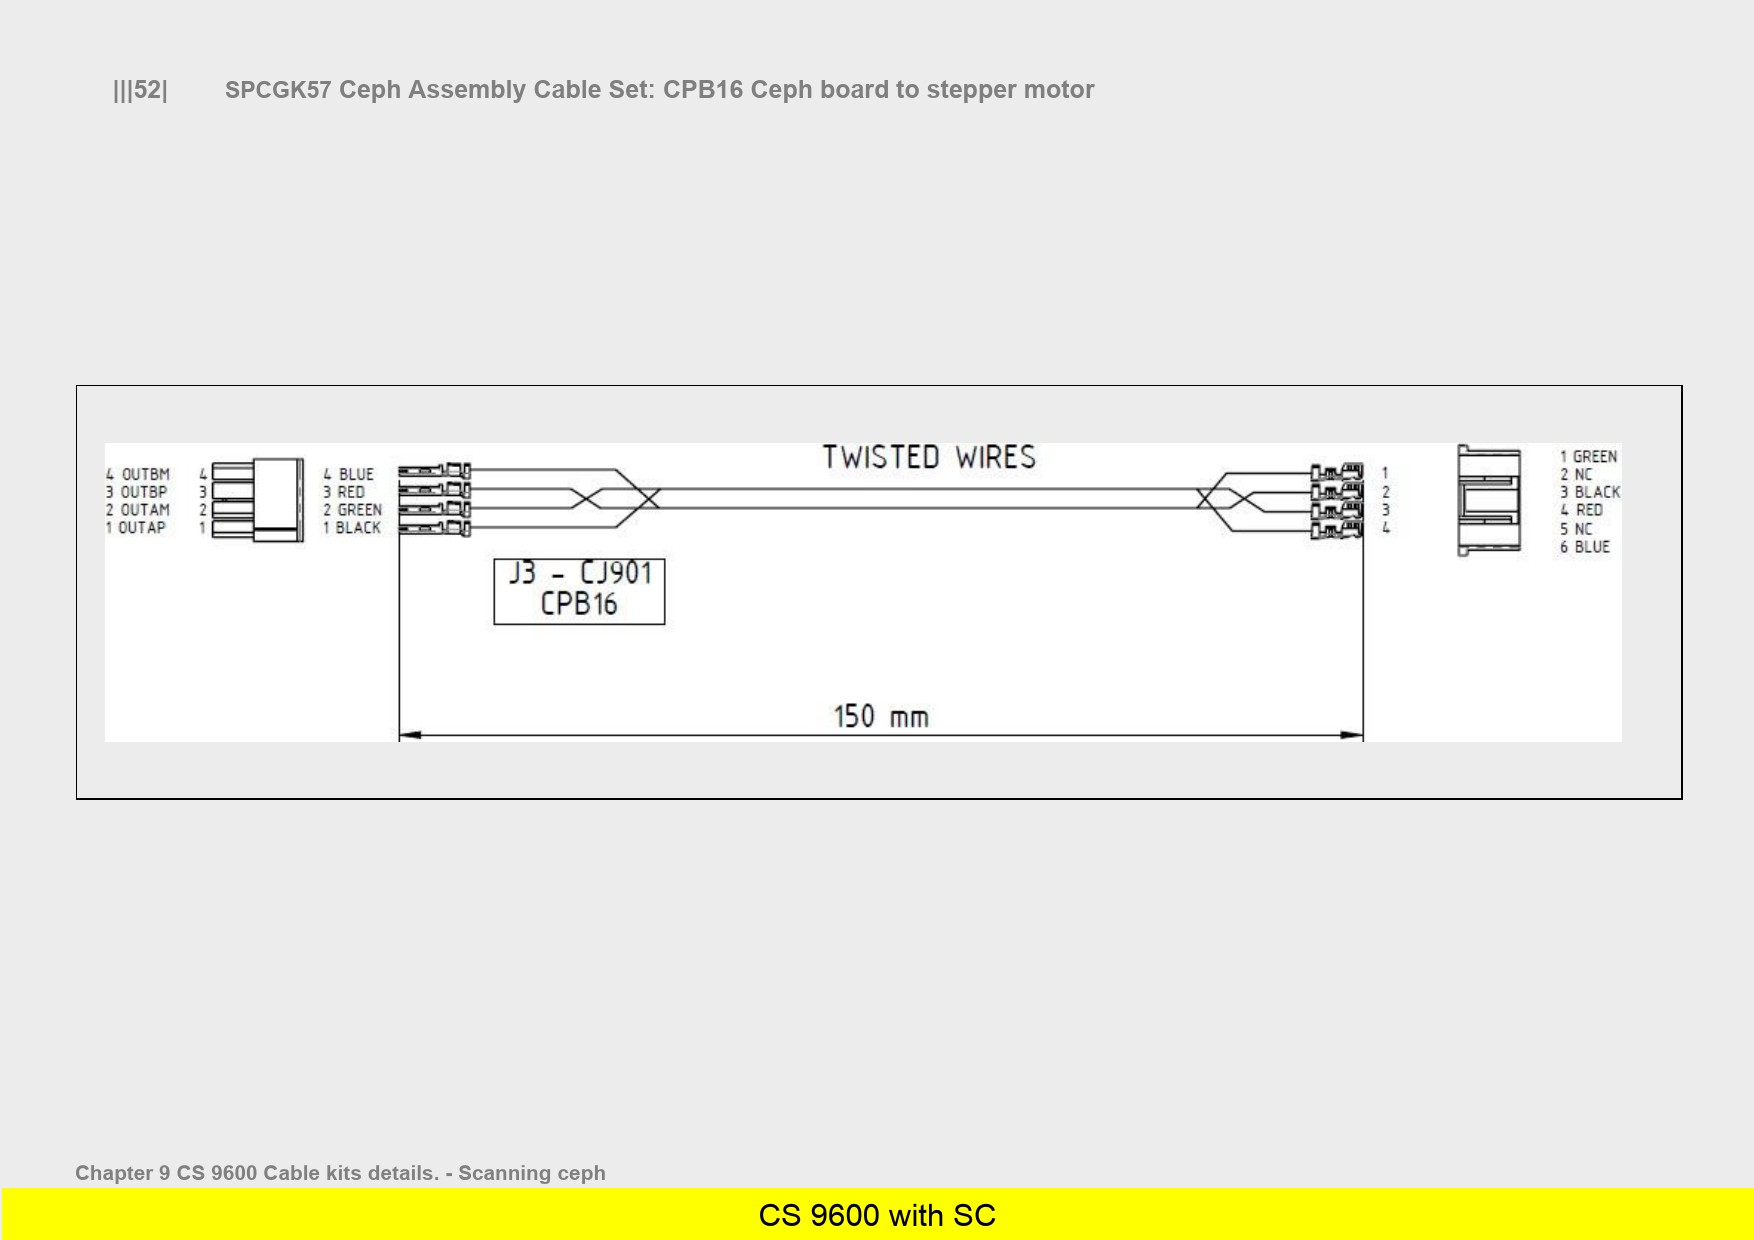 |||52| SPCGK57 Ceph Assembly Cable Set: CPB16 Ceph board to stepper motor
TWISTED WIRES
4 OUTBM 4 4 BLUE
3 OUTBP 3 3 RED
2 OUTAM 2 2 GREEN
1 OUTAP 1 1 BLACK
1
2
3
4
1 GREEN
2 NC
3 BLACK
4 RED
5 NC
6 BLUE
J3 - CJ901
CPB16
150 mm
Chapter 9 CS 9600 Cable kits details. - Scanning ceph
CS 9600 with SC